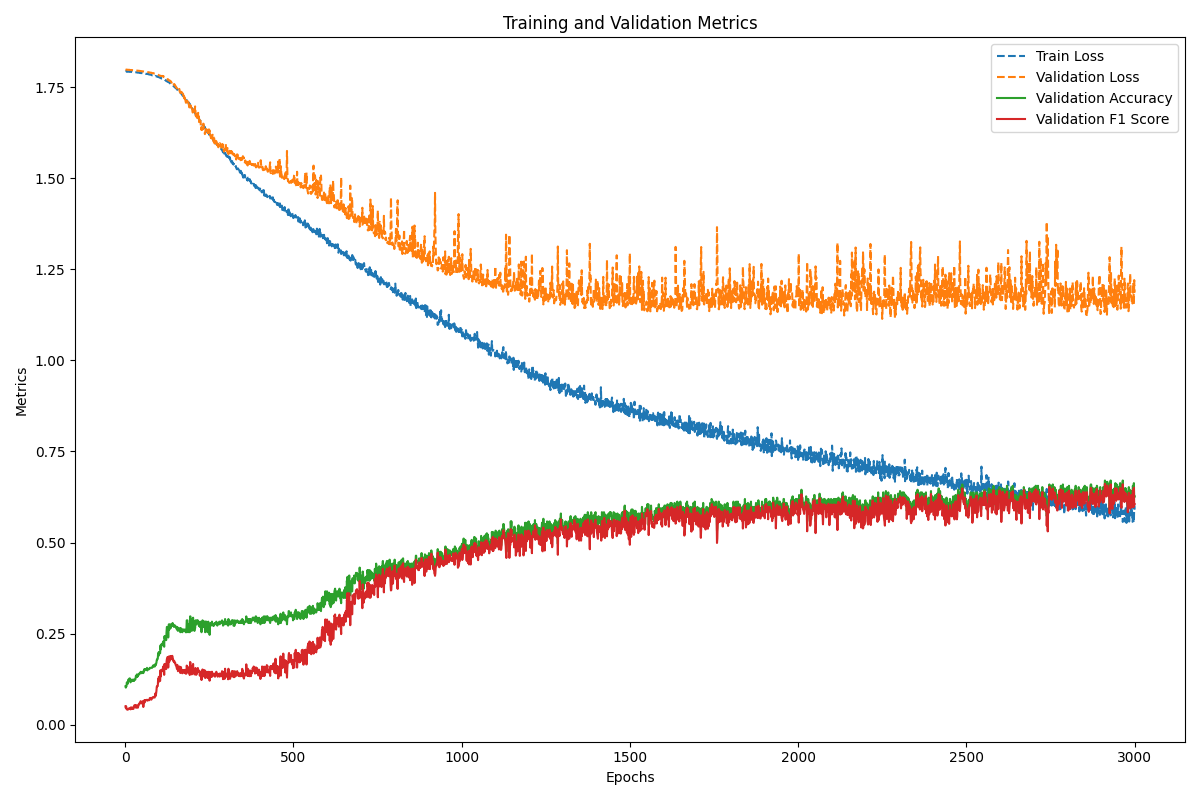 Training and Validation Metrics
Train Loss
Validation Loss
Validation Accuracy
Validation F1 Score
1.75
1.50
1.25
1.00
0.75
0.50
0.25
0.00
Metrics
0
500
1000
1500
2000
2500
3000
Epochs